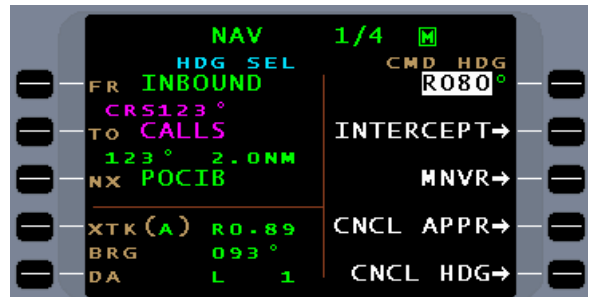 NAV 1/4 M
HDG SEL CMD HDG
FR INBOUND R080°
CRS123°
TO CALLS INTERCEPT→
123° 2.0NM
NX POCIB MNVR→
XTK(A) R0.89 CNCL APPR→
BRG 093°
DA L 1 CNCL HDG→